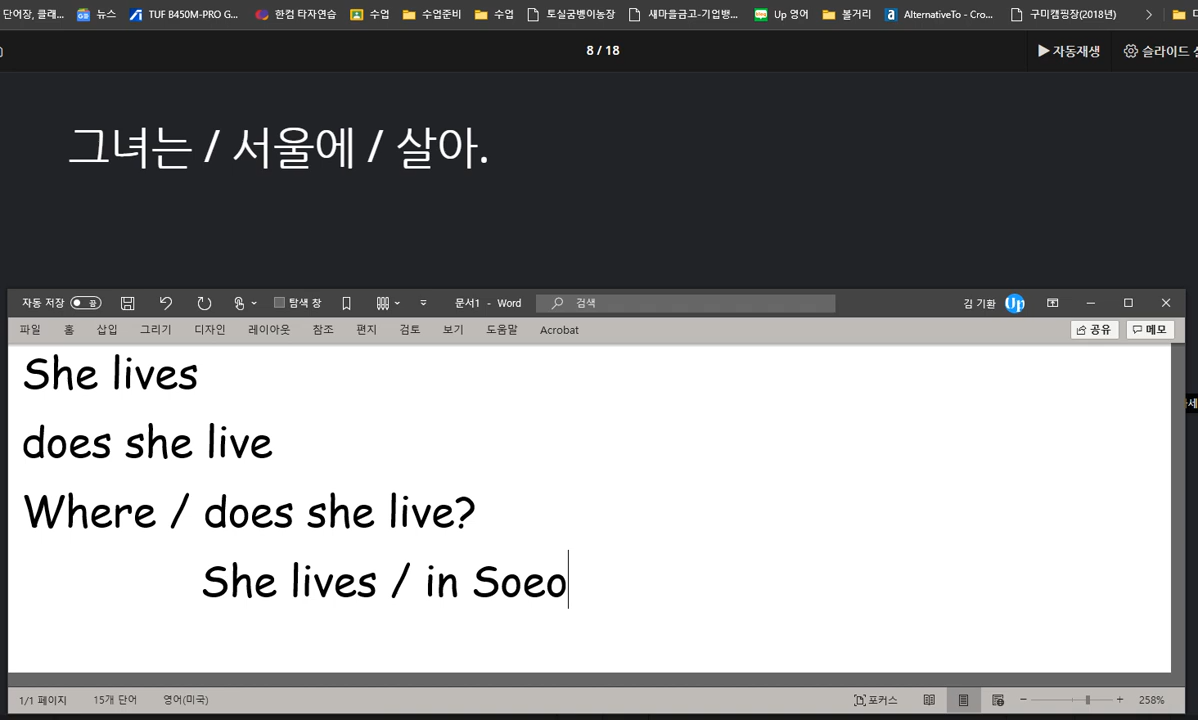 단어장, 클래... 뉴스 TUF B450M-PRO G... 한컴 타자연습 수업 수업준비 수업 토실굼벵이농장 새마을금고-기업뱅... Up 영어 볼거리 AlternativeTo - Cro... 구미캠핑장(2018년)
8 / 18 자동재생 슬라이드
그녀는 / 서울에 / 살아.
자동 저장 끔 탐색 창 문서1 - Word 검색 김 기환 Up
파일 홈 삽입 그리기 디자인 레이아웃 참조 편지 검토 보기 도움말 Acrobat 공유 메모
She lives
does she live
Where / does she live?
She lives / in Soeo
1/1 페이지 15개 단어 영어(미국) 포커스 258%